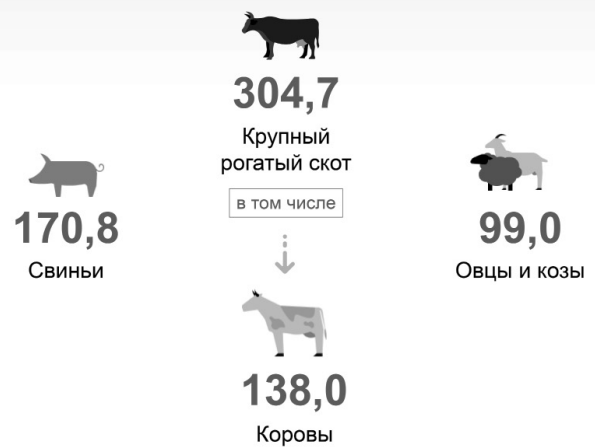 304,7
Крупный
рогатый скот
в том числе
170,8
Свиньи
99,0
Овцы и козы
138,0
Коровы